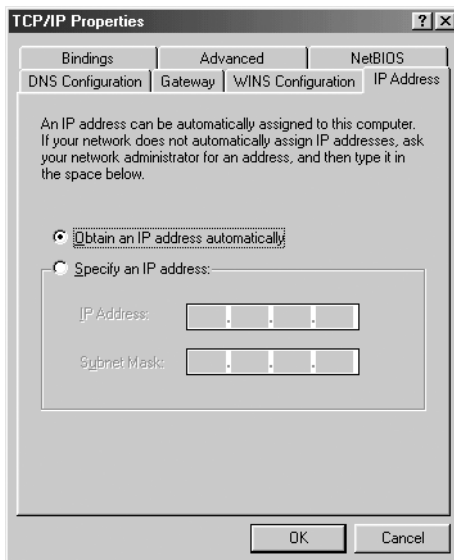 TCP/IP Properties
Bindings Advanced NetBIOS
DNS Configuration Gateway WINS Configuration IP Address
An IP address can be automatically assigned to this computer.
If your network does not automatically assign IP addresses, ask
your network administrator for an address, and then type it in
the space below.
Obtain an IP address automatically
Specify an IP address:
IP Address:
Subnet Mask:
OK Cancel